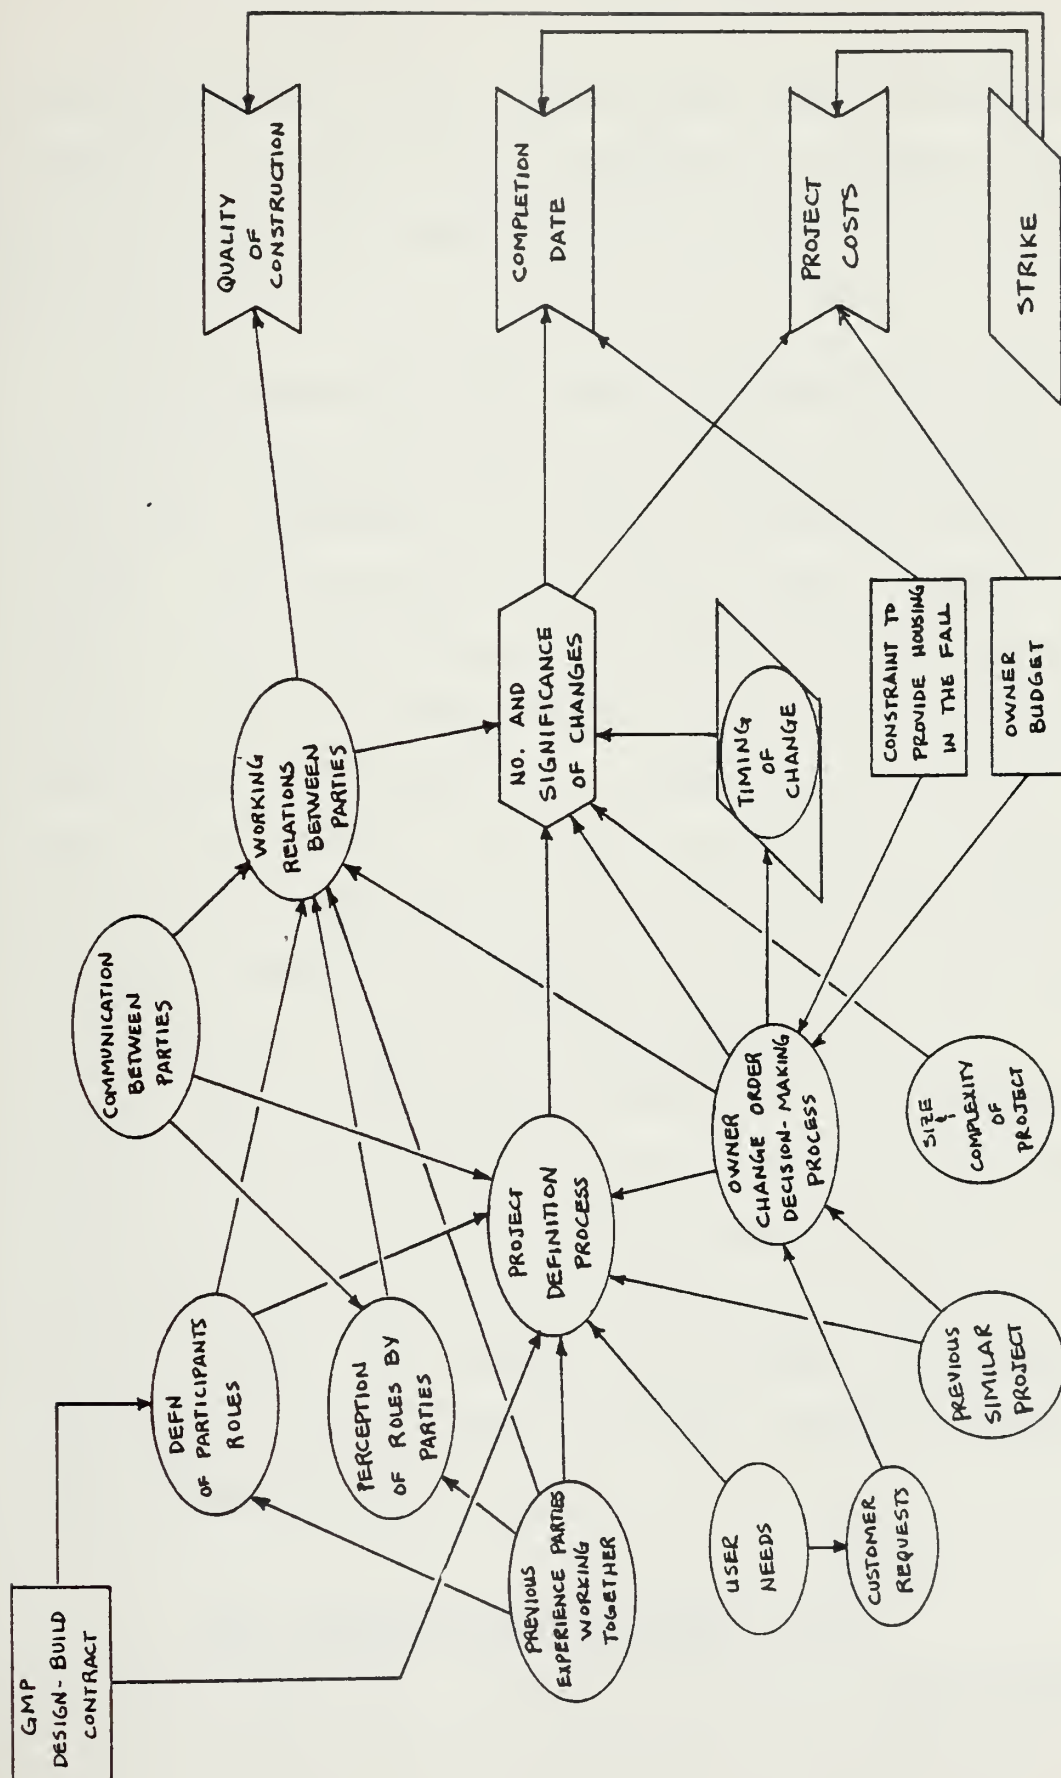 GMP
DESIGN-BUILD
CONTRACT
DEFN
OF PARTICIPANTS
ROLES
PERCEPTION
OF ROLES BY
PARTIES
PREVIOUS
EXPERIENCE PARTIES
WORKING
TOGETHER
USER
NEEDS
CUSTOMER
REQUESTS
COMMUNICATION
BETWEEN
PARTIES
PROJECT
DEFINITION
PROCESS
OWNER
CHANGE ORDER
DECISION-MAKING
PROCESS
PREVIOUS
SIMILAR
PROJECT
SIZE
&
COMPLEXITY
OF
PROJECT
WORKING
RELATIONS
BETWEEN
PARTIES
NO. AND
SIGNIFICANCE
OF CHANGES
TIMING
OF
CHANGE
CONSTRAINT TO
PROVIDE HOUSING
IN THE FALL
OWNER
BUDGET
QUALITY
OF
CONSTRUCTION
COMPLETION
DATE
PROJECT
COSTS
STRIKE